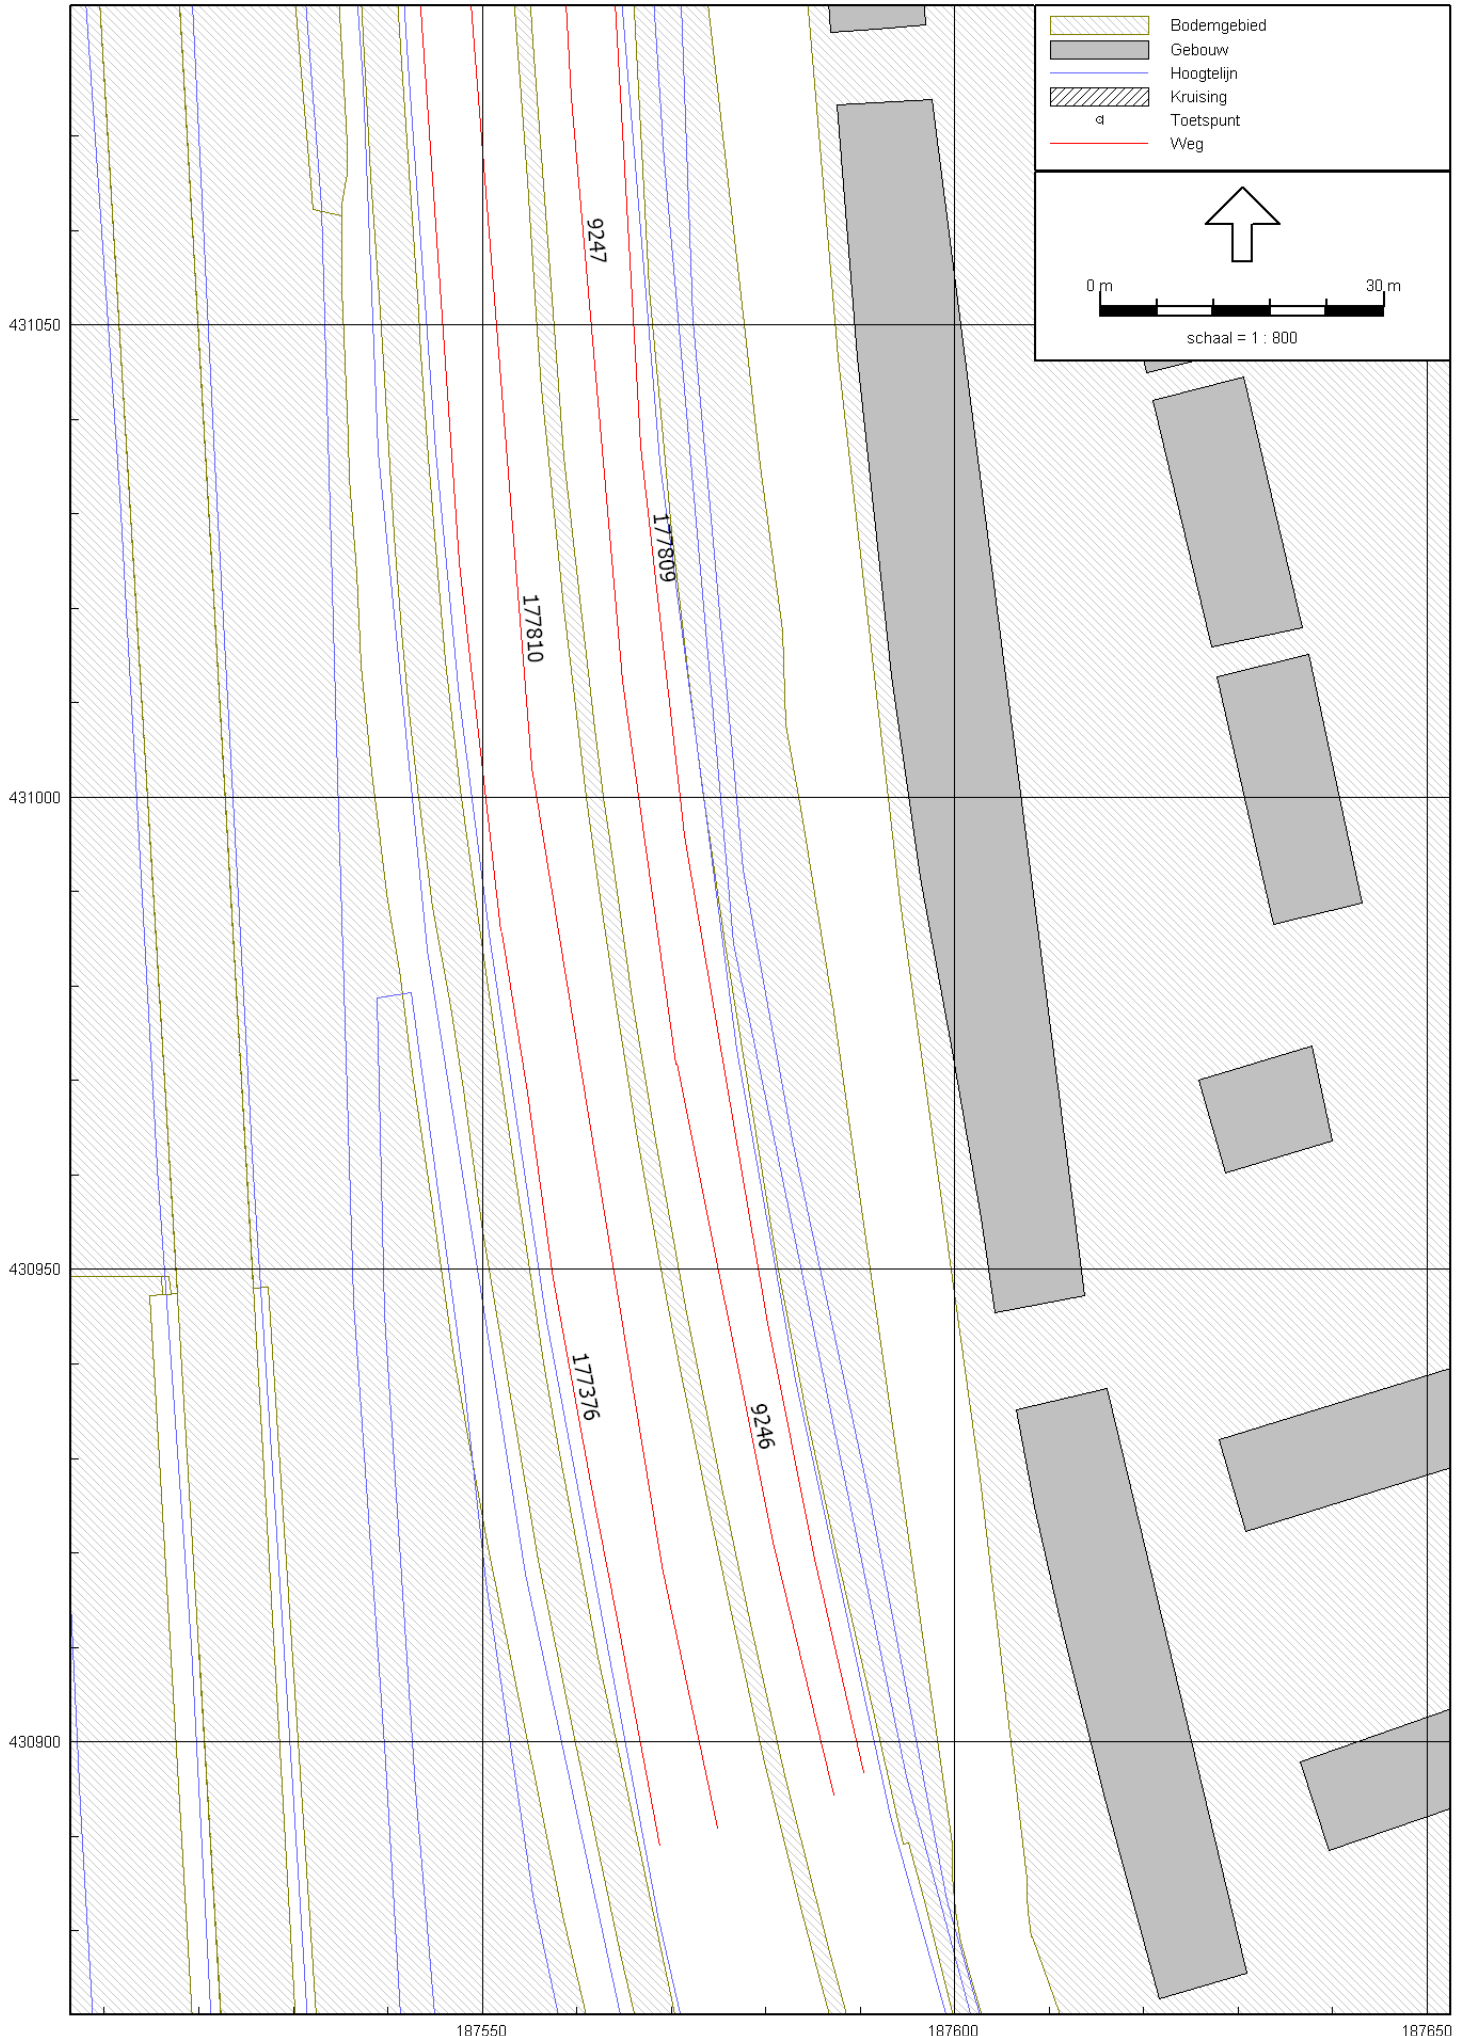 Bodemgebied
Gebouw
Hoogtelijn
Kruising
Toetspunt
Weg
0 m 30 m
schaal = 1 : 800
9247
431050
177809
177810
431000
430950
177376
9246
430900
187550 187600 187650